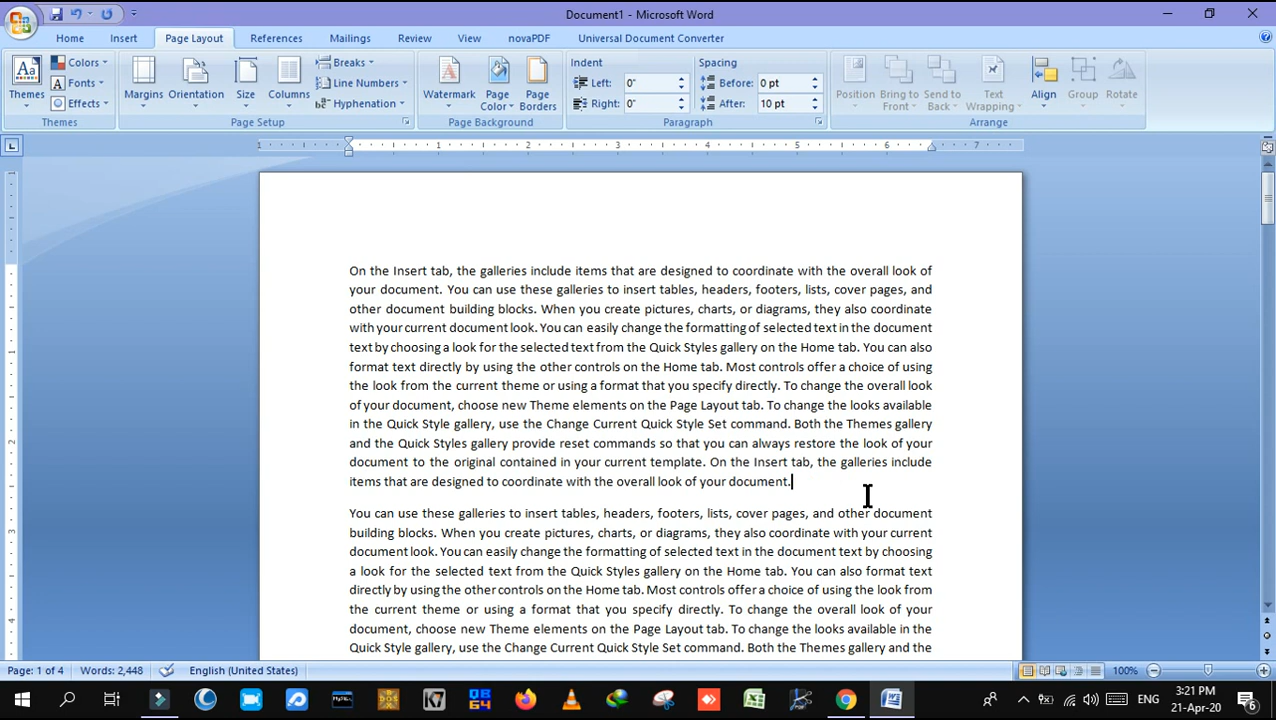 Document1 - Microsoft Word
Home Insert Page Layout References Mailings Review View novaPDF Universal Document Converter
Themes
Colors
Fonts
Effects
Themes
Margins
Orientation
Size
Columns
Breaks
Line Numbers
Hyphenation
Page Setup
Watermark
Page Color
Page Borders
Page Background
Indent
Left: 0"
Right: 0"
Spacing
Before: 0 pt
After: 10 pt
Paragraph
Position
Bring to Front
Send to Back
Text Wrapping
Align
Group
Rotate
Arrange
1 1 2 3 4 5 6 7
1
1
2
3
4
On the Insert tab, the galleries include items that are designed to coordinate with the overall look of
your document. You can use these galleries to insert tables, headers, footers, lists, cover pages, and
other document building blocks. When you create pictures, charts, or diagrams, they also coordinate
with your current document look. You can easily change the formatting of selected text in the document
text by choosing a look for the selected text from the Quick Styles gallery on the Home tab. You can also
format text directly by using the other controls on the Home tab. Most controls offer a choice of using
the look from the current theme or using a format that you specify directly. To change the overall look
of your document, choose new Theme elements on the Page Layout tab. To change the looks available
in the Quick Style gallery, use the Change Current Quick Style Set command. Both the Themes gallery
and the Quick Styles gallery provide reset commands so that you can always restore the look of your
document to the original contained in your current template. On the Insert tab, the galleries include
items that are designed to coordinate with the overall look of your document.
You can use these galleries to insert tables, headers, footers, lists, cover pages, and other document
building blocks. When you create pictures, charts, or diagrams, they also coordinate with your current
document look. You can easily change the formatting of selected text in the document text by choosing
a look for the selected text from the Quick Styles gallery on the Home tab. You can also format text
directly by using the other controls on the Home tab. Most controls offer a choice of using the look from
the current theme or using a format that you specify directly. To change the overall look of your
document, choose new Theme elements on the Page Layout tab. To change the looks available in the
Quick Style gallery, use the Change Current Quick Style Set command. Both the Themes gallery and the
Page: 1 of 4 Words: 2,448 English (United States) 100%
ENG
3:21 PM
21-Apr-20
6